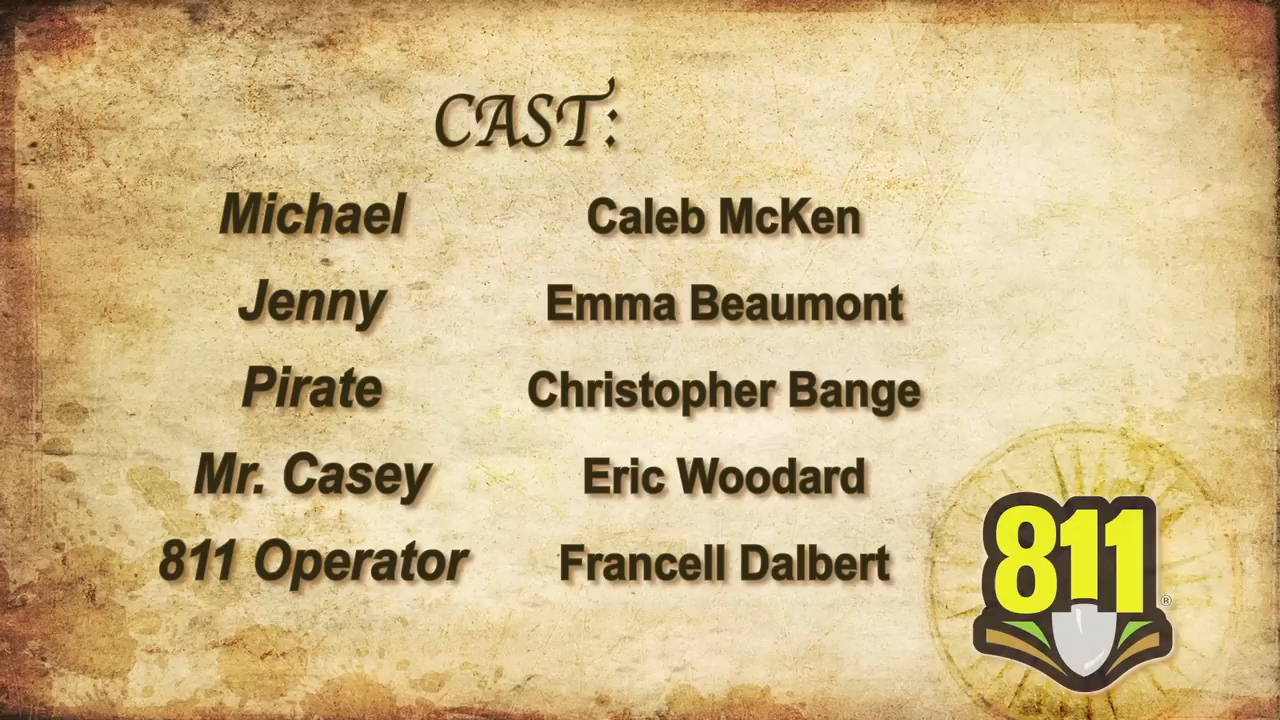 CAST:
Michael Caleb McKen
Jenny Emma Beaumont
Pirate Christopher Bange
Mr. Casey Eric Woodard
811 Operator Francell Dalbert
811
®